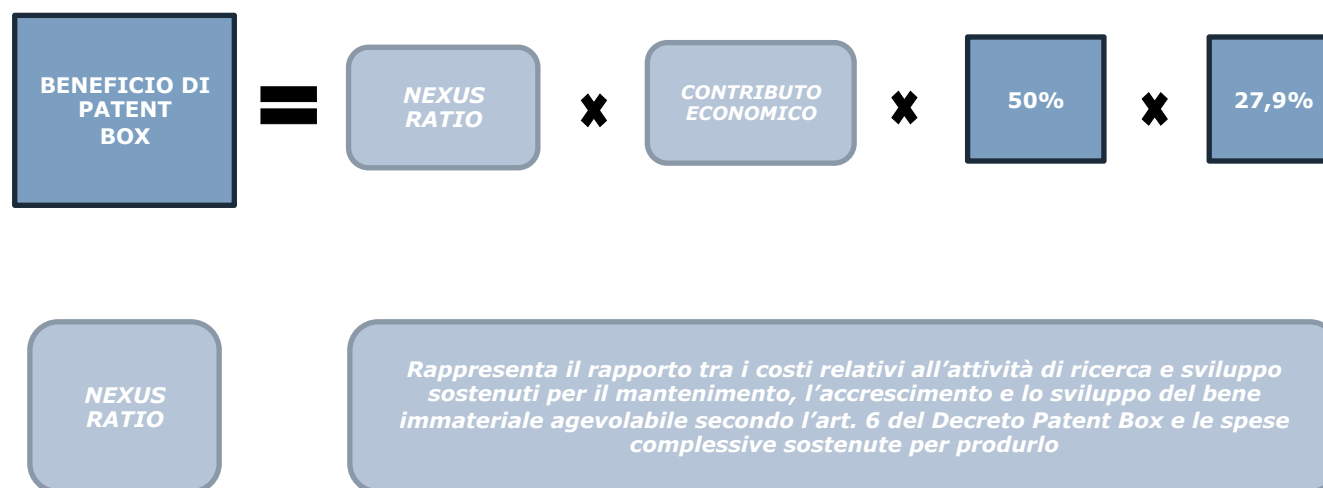 BENEFICIO DI
PATENT
BOX
=
NEXUS
RATIO
x
CONTRIBUTO
ECONOMICO
x
50%
x
27,9%
NEXUS
RATIO
Rappresenta il rapporto tra i costi relativi all’attività di ricerca e sviluppo
sostenuti per il mantenimento, l’accrescimento e lo sviluppo del bene
immateriale agevolabile secondo l’art. 6 del Decreto Patent Box e le spese
complessive sostenute per produrlo